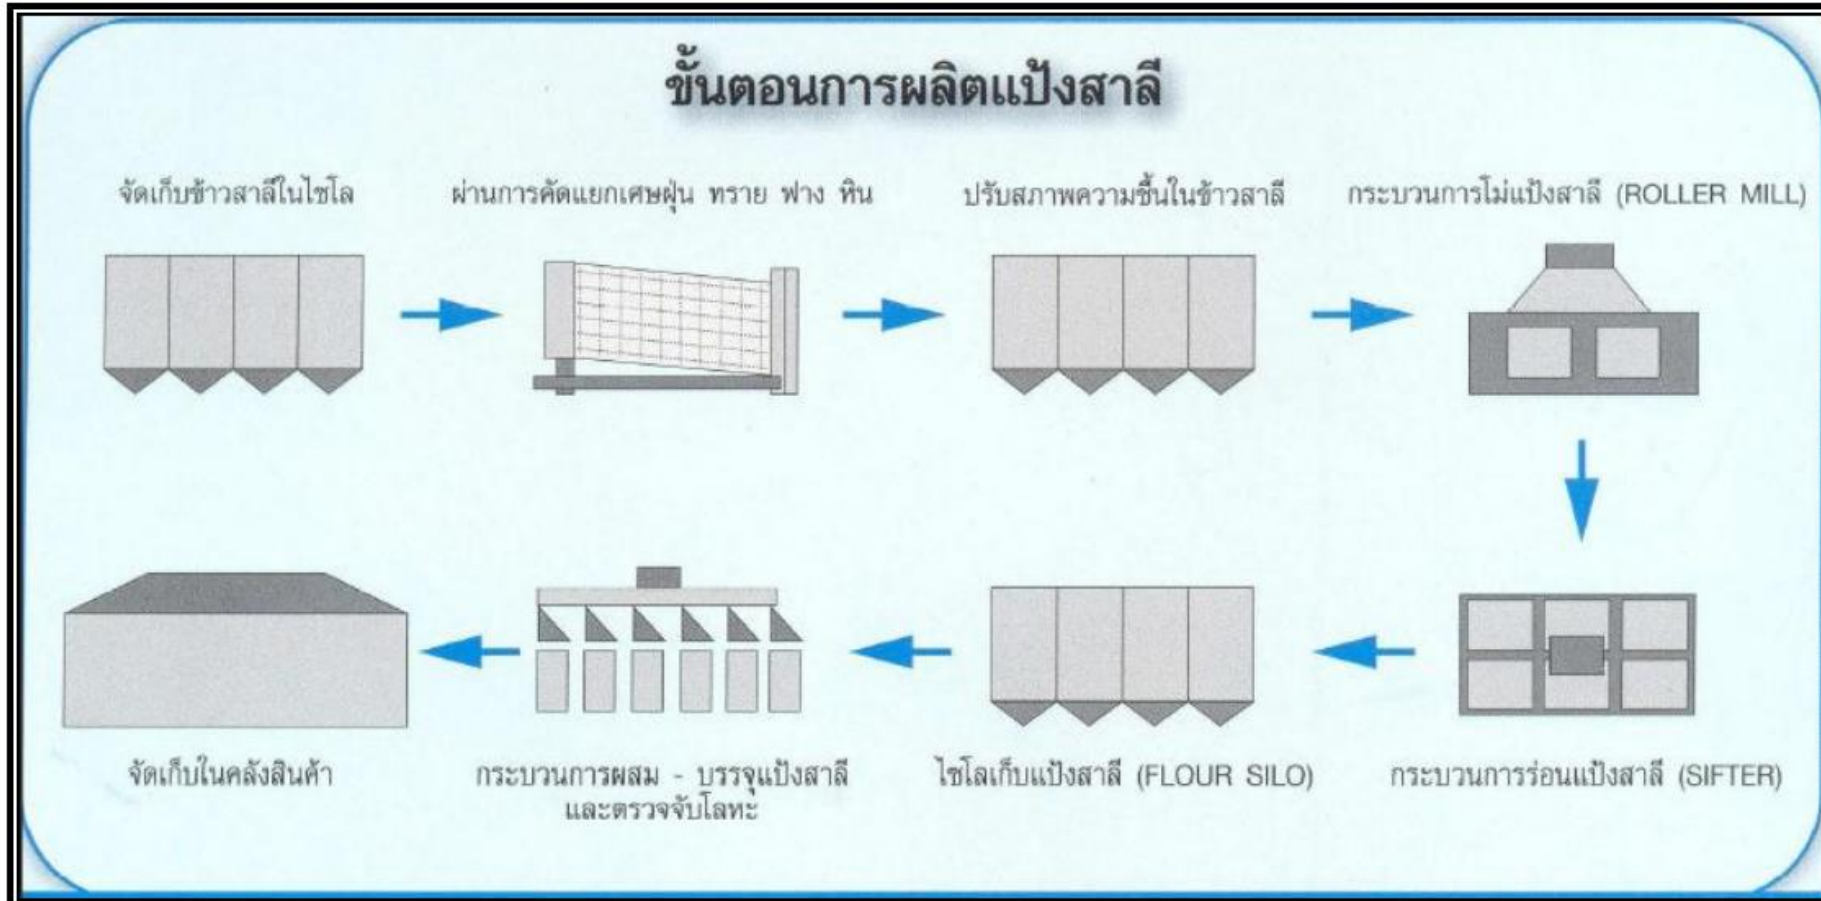 ขั้นตอนการผลิตแป้งสาลี
จัดเก็บข้าวสาลีในไซโล
ผ่านการคัดแยกเศษฝุ่น ทราย ฟาง หิน
ปรับสภาพความชื้นในข้าวสาลี
กระบวนการโม่แป้งสาลี (ROLLER MILL)
จัดเก็บในคลังสินค้า
กระบวนการผสม - บรรจุแป้งสาลี
และตรวจจับโลหะ
ไซโลเก็บแป้งสาลี (FLOUR SILO)
กระบวนการร่อนแป้งสาลี (SIFTER)